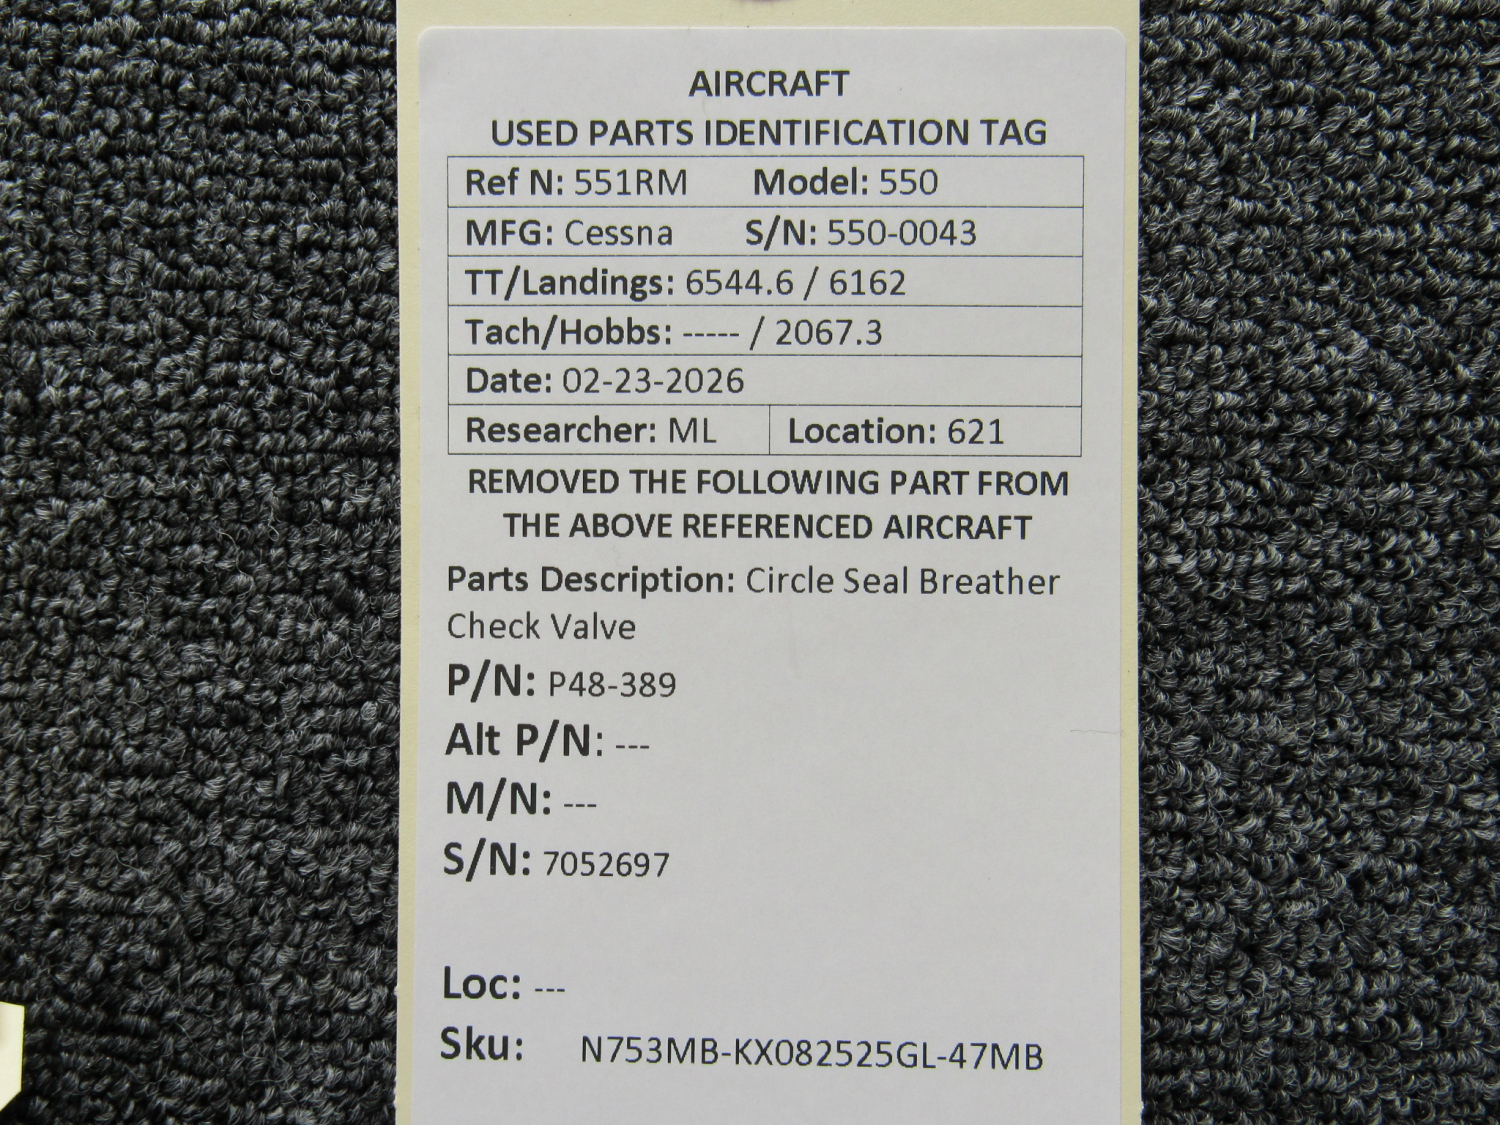 AIRCRAFT
USED PARTS IDENTIFICATION TAG
Ref N: 551RM Model: 550
MFG: Cessna S/N: 550-0043
TT/Landings: 6544.6 / 6162
Tach/Hobbs: ----- / 2067.3
Date: 02-23-2026
Researcher: ML Location: 621
REMOVED THE FOLLOWING PART FROM
THE ABOVE REFERENCED AIRCRAFT
Parts Description: Circle Seal Breather
Check Valve
P/N: P48-389
Alt P/N: ---
M/N: ---
S/N: 7052697
Loc: ---
Sku: N753MB-KX082525GL-47MB